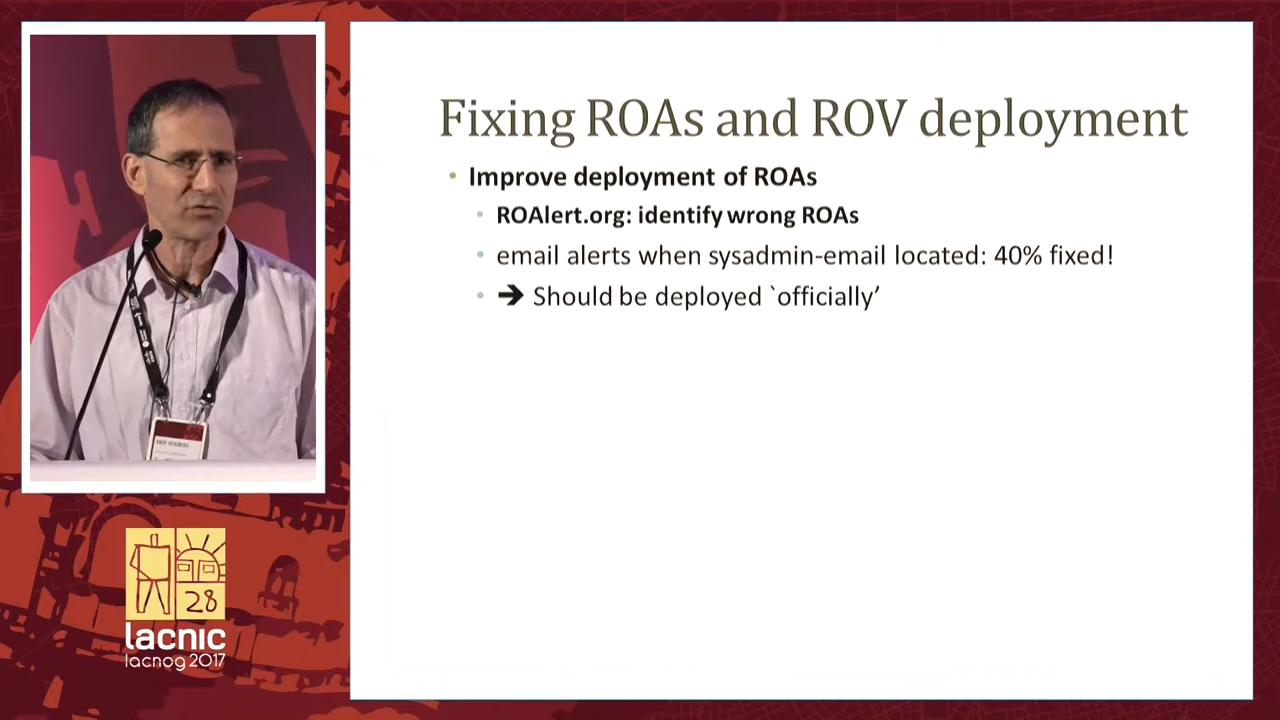 Fixing ROAs and ROV deployment
• Improve deployment of ROAs
• ROAlert.org: identify wrong ROAs
• email alerts when sysadmin-email located: 40% fixed!
• ➔ Should be deployed `officially’
28
lacnic
lacnog 2017